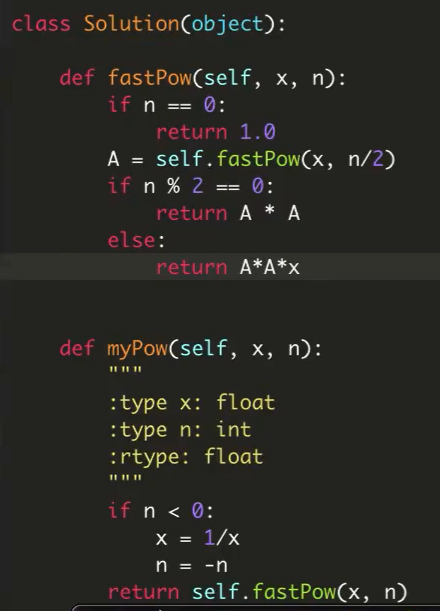 class Solution(object):
def fastPow(self, x, n):
if n == 0:
return 1.0
A = self.fastPow(x, n/2)
if n % 2 == 0:
return A * A
else:
return A*A*x
def myPow(self, x, n):
"""
:type x: float
:type n: int
:rtype: float
"""
if n < 0:
x = 1/x
n = -n
return self.fastPow(x, n)